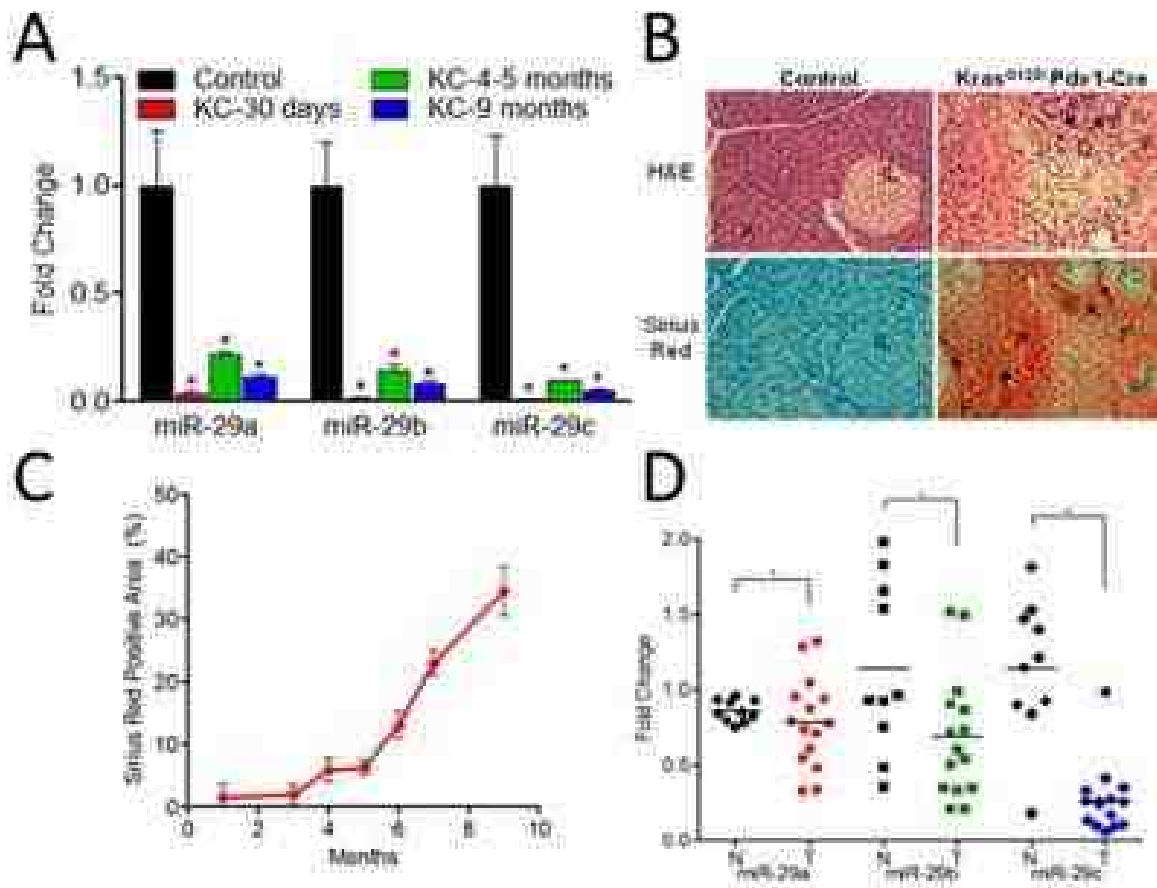 A
1.5
Control
KC-4-5 months
KC-30 days
KC-9 months
1.0
0.5
0.0
Fold Change
* * *
* * *
* * *
miR-29a
miR-29b
miR-29c
B
Control
Pdx1-Cre
H&E
Sirius
Red
C
50
40
30
20
10
0
Sirius Red Positive Area (%)
0 2 4 6 8 10
Months
D
2.0
1.5
1.0
0.5
0.0
Fold Change
N T N T N T
miR-29a
miR-29b
miR-29c